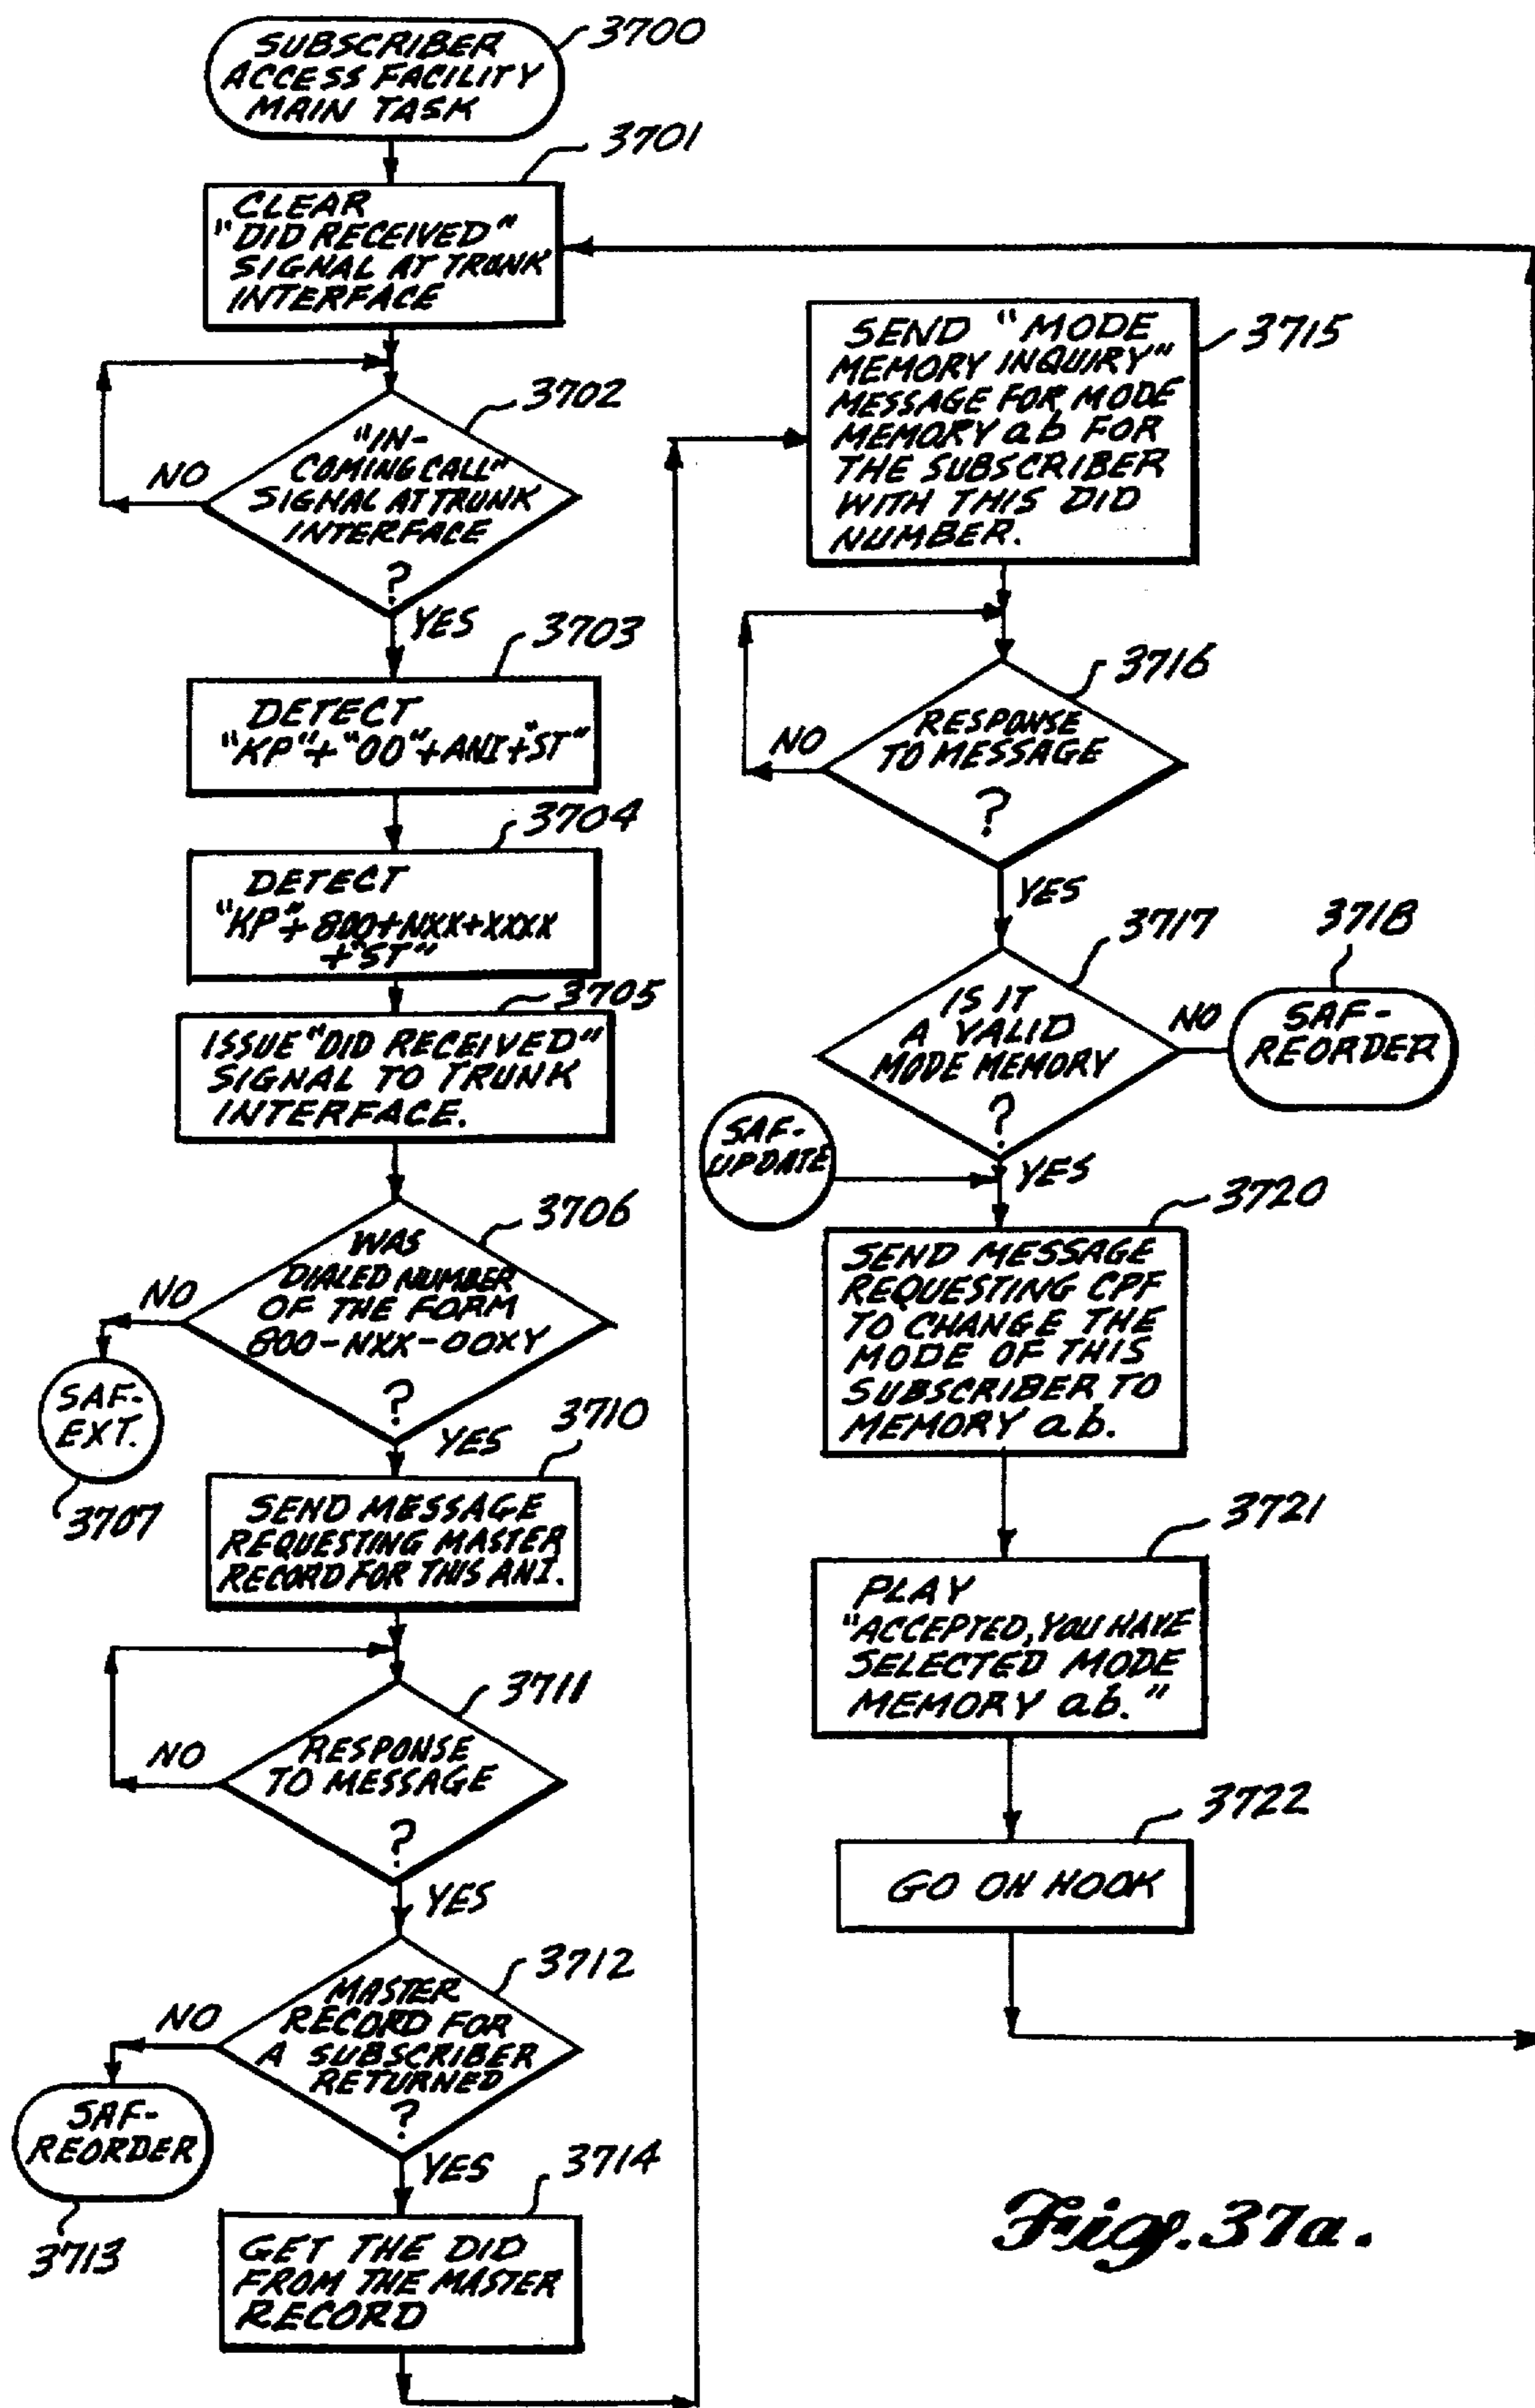 SUBSCRIBER
ACCESS FACILITY
MAIN TASK
3700
3701
CLEAR
"DID RECEIVED"
SIGNAL AT TRUNK
INTERFACE
3702
"IN-
COMING CALL"
SIGNAL AT TRUNK
INTERFACE
?
NO
YES
3703
DETECT
"KP"+"00"+ANI+"ST"
3704
DETECT
"KP"+800+NXX+XXXX
+"ST"
3705
ISSUE "DID RECEIVED"
SIGNAL TO TRUNK
INTERFACE.
3706
WAS
DIALED NUMBER
OF THE FORM
800-NXX-00XY
?
NO
SAF-
EXT.
3707
YES
3710
SEND MESSAGE
REQUESTING MASTER
RECORD FOR THIS ANI.
3711
RESPONSE
TO MESSAGE
?
NO
YES
3712
MASTER
RECORD FOR
A SUBSCRIBER
RETURNED
?
NO
SAF-
REORDER
3713
YES
3714
GET THE DID
FROM THE MASTER
RECORD
SEND "MODE
MEMORY INQUIRY"
MESSAGE FOR MODE
MEMORY ab FOR
THE SUBSCRIBER
WITH THIS DID
NUMBER.
3715
3716
RESPONSE
TO MESSAGE
?
NO
YES
3717
IS IT
A VALID
MODE MEMORY
?
NO
3718
SAF-
REORDER
SAF-
UPDATE
YES
3720
SEND MESSAGE
REQUESTING CPF
TO CHANGE THE
MODE OF THIS
SUBSCRIBER TO
MEMORY ab.
3721
PLAY
"ACCEPTED, YOU HAVE
SELECTED MODE
MEMORY ab."
3722
GO ON HOOK
Fig. 37a.